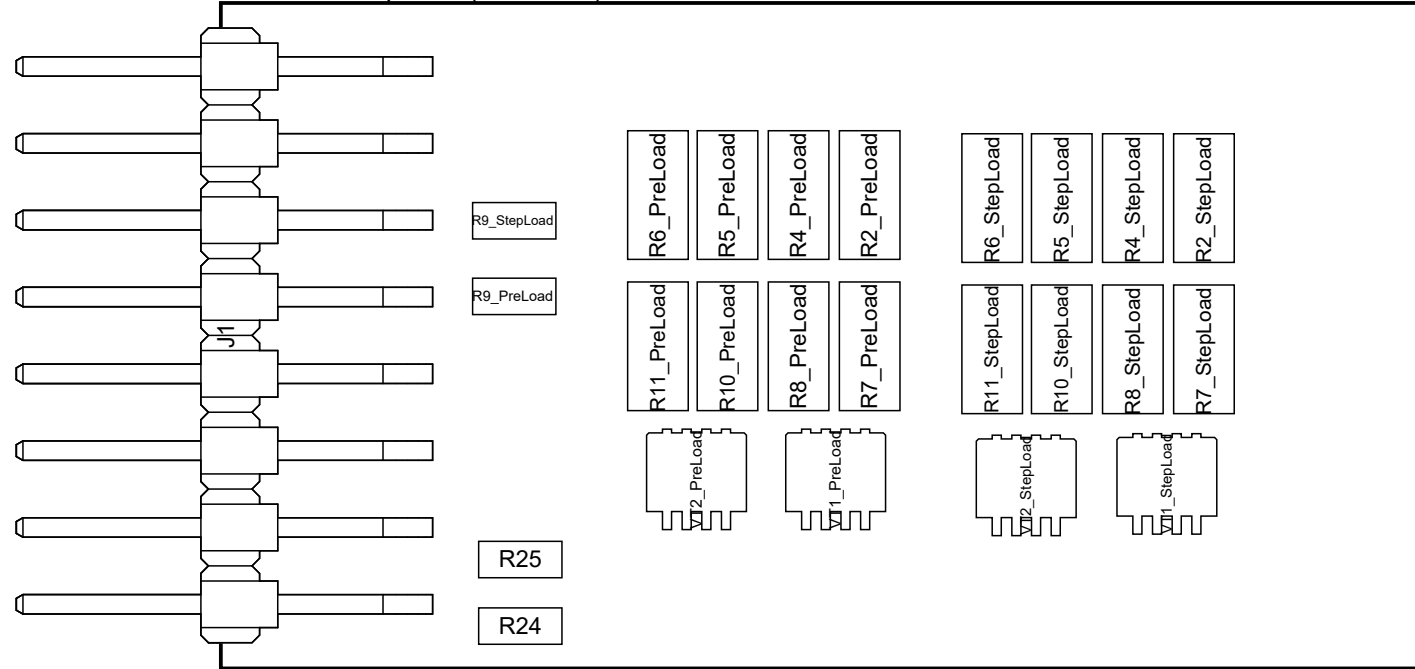 R6_PreLoad
R5_PreLoad
R4_PreLoad
R2_PreLoad
R6_StepLoad
R5_StepLoad
R4_StepLoad
R2_StepLoad
R9_StepLoad
R9_PreLoad
J1
R11_PreLoad
R10_PreLoad
R8_PreLoad
R7_PreLoad
R11_StepLoad
R10_StepLoad
R8_StepLoad
R7_StepLoad
VT2_PreLoad
VT1_PreLoad
VT2_StepLoad
VT1_StepLoad
R25
R24